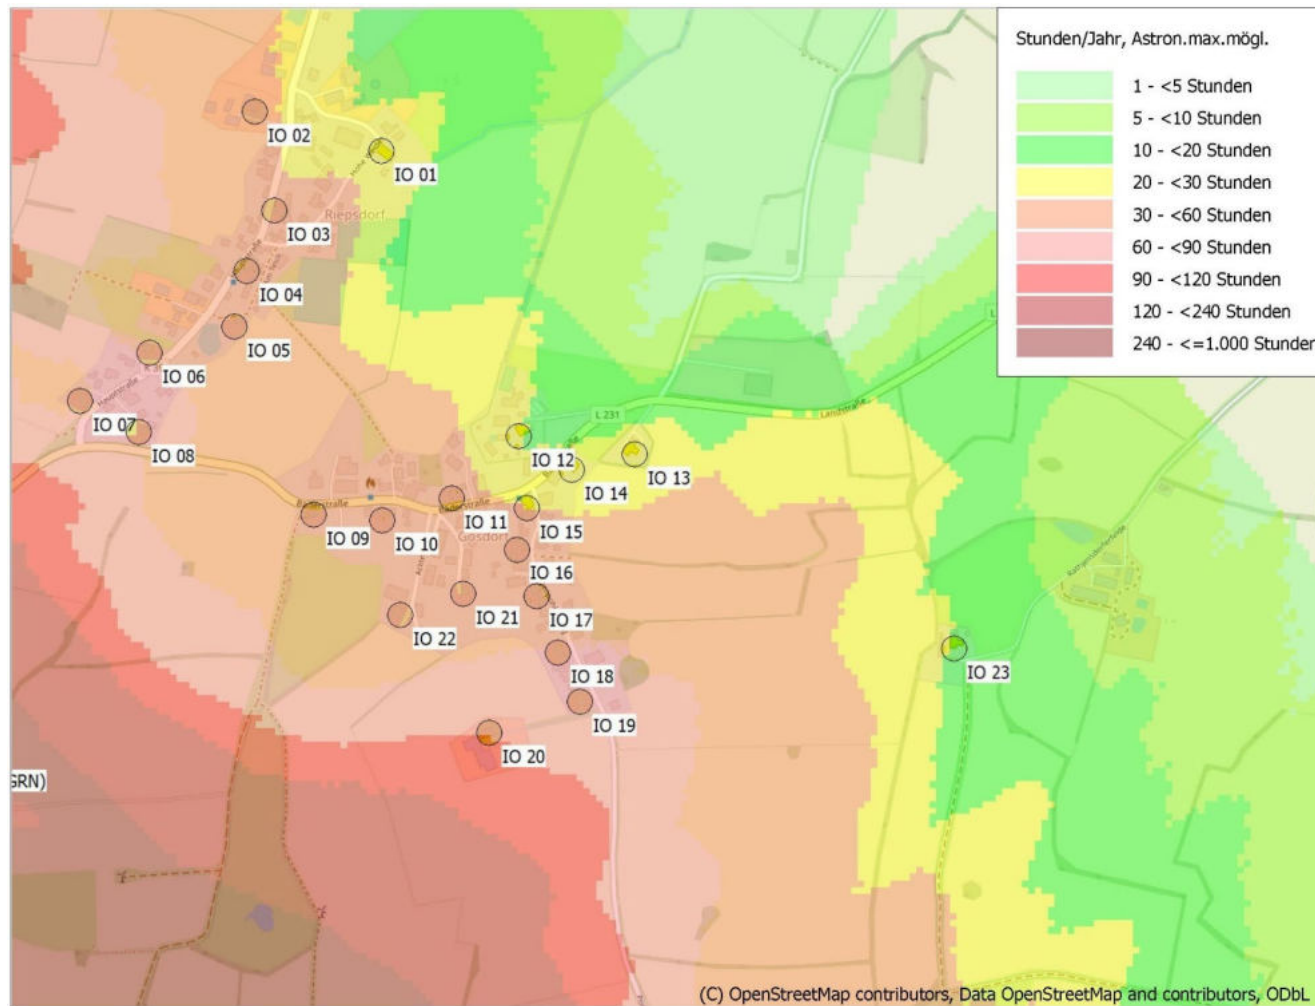 Stunden/Jahr, Astron.max.mögl.
1 - <5 Stunden
5 - <10 Stunden
10 - <20 Stunden
20 - <30 Stunden
30 - <60 Stunden
60 - <90 Stunden
90 - <120 Stunden
120 - <240 Stunden
240 - <=1.000 Stunden
IO 02
IO 01
Riepsdorf
IO 03
IO 04
IO 05
IO 06
Hauptstraße
IO 07
IO 08
L 231
Landstraße
IO 12
IO 13
IO 14
IO 11
IO 15
IO 09
IO 10
Gosdorf
IO 16
IO 21
IO 17
IO 22
IO 18
IO 23
IO 19
IO 20
GRN)
(C) OpenStreetMap contributors, Data OpenStreetMap and contributors, ODbL